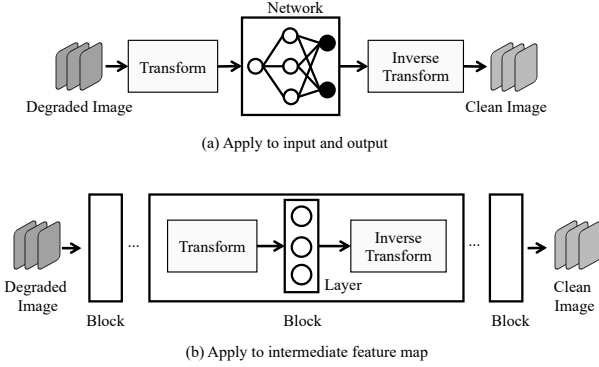 Network
Transform
Inverse
Transform
Degraded Image
Clean Image
(a) Apply to input and output
...
Transform
Inverse
Transform
...
Layer
Degraded
Image
Clean
Image
Block
Block
Block
(b) Apply to intermediate feature map